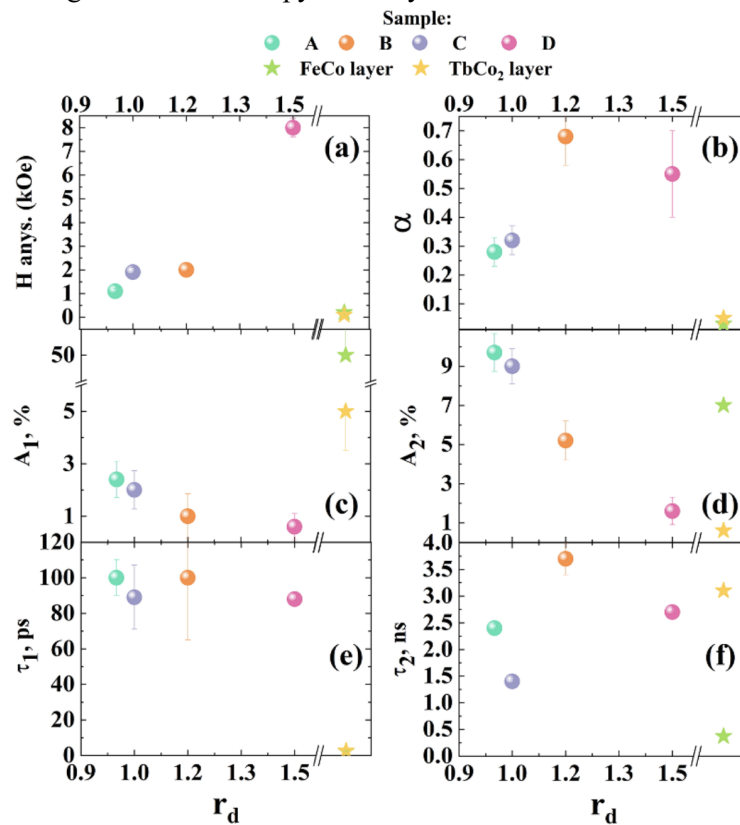 Sample:
A B C D
FeCo layer TbCo₂ layer
0.9 1.0 1.2 1.3 1.5
0.9 1.0 1.2 1.3 1.5
8
7
6
5
4
3
2
1
0
H anys. (kOe)
(a)
0.7
0.6
0.5
0.4
0.3
0.2
0.1
α
(b)
50
5
3
1
A₁, %
(c)
9
7
5
3
1
A₂, %
(d)
120
100
80
60
40
20
0
τ₁, ps
(e)
4.0
3.5
3.0
2.5
2.0
1.5
1.0
0.5
0.0
τ₂, ns
(f)
0.9 1.0 1.2 1.3 1.5
0.9 1.0 1.2 1.3 1.5
r_d
r_d